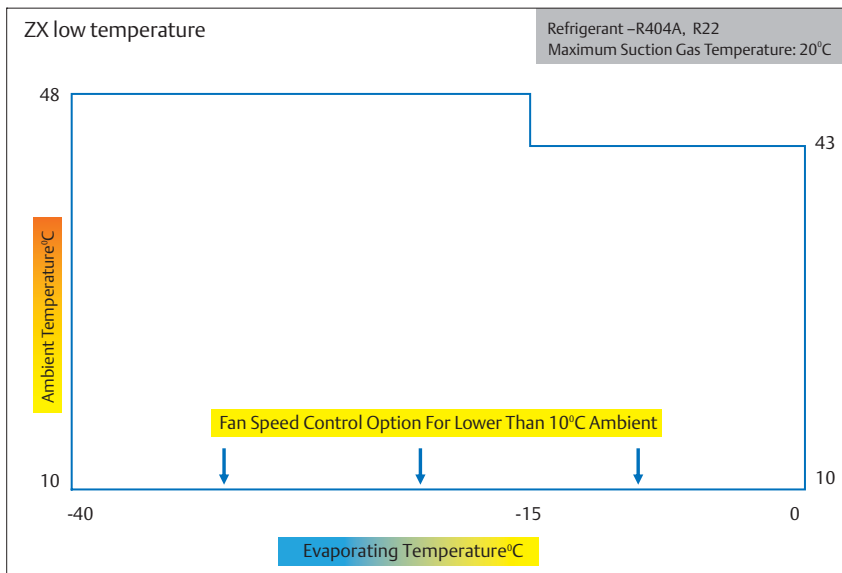 ZX low temperature
Refrigerant –R404A, R22
Maximum Suction Gas Temperature: 20⁰C
48
43
Ambient Temperature⁰C
Fan Speed Control Option For Lower Than 10⁰C Ambient
10
10
-40
-15
0
Evaporating Temperature⁰C